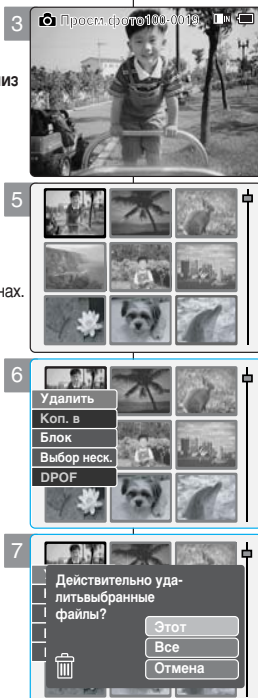 3
Просм.фото100-0019
IN
из
5
нах.
6
Удалить
Коп. в
Блок
Выбор неск.
DPOF
7
Действительно уда-
литьвыбранные
файлы?
Этот
Все
Отмена